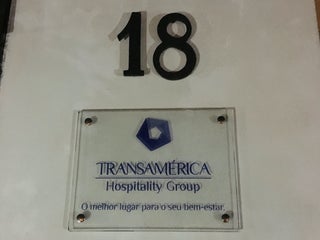 18
TRANSAMÉRICA
Hospitality Group
O melhor lugar para o seu bem-estar.